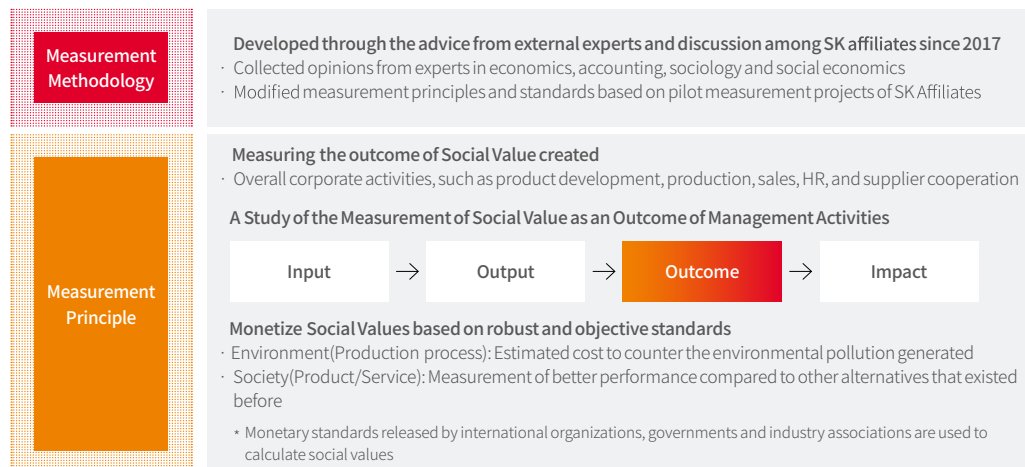 Measurement
Methodology
Developed through the advice from external experts and discussion among SK affiliates since 2017
· Collected opinions from experts in economics, accounting, sociology and social economics
· Modified measurement principles and standards based on pilot measurement projects of SK Affiliates
Measurement
Principle
Measuring the outcome of Social Value created
· Overall corporate activities, such as product development, production, sales, HR, and supplier cooperation
A Study of the Measurement of Social Value as an Outcome of Management Activities
Input → Output → Outcome → Impact
Monetize Social Values based on robust and objective standards
· Environment(Production process): Estimated cost to counter the environmental pollution generated
· Society(Product/Service): Measurement of better performance compared to other alternatives that existed
before
* Monetary standards released by international organizations, governments and industry associations are used to
calculate social values